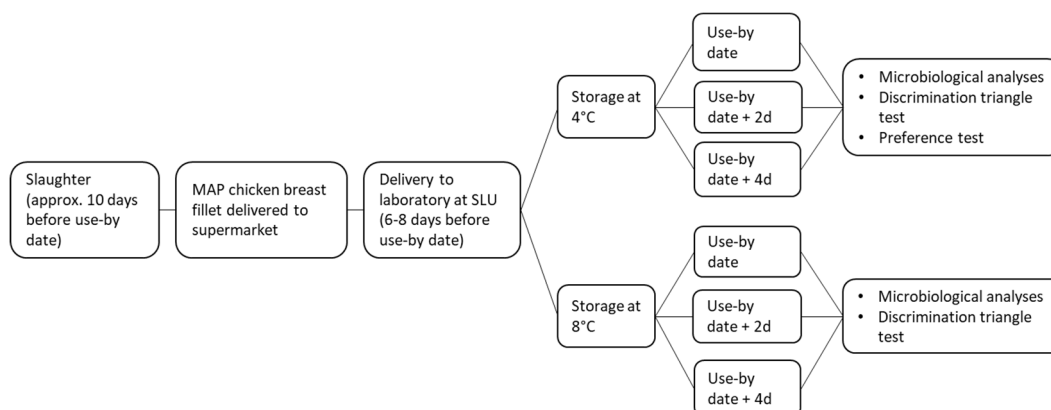 Slaughter
(approx. 10 days
before use-by
date)
MAP chicken breast
fillet delivered to
supermarket
Delivery to
laboratory at SLU
(6-8 days before
use-by date)
Storage at
4°C
Use-by
date
Use-by
date + 2d
Use-by
date + 4d
• Microbiological analyses
• Discrimination triangle
test
• Preference test
Storage at
8°C
Use-by
date
Use-by
date + 2d
Use-by
date + 4d
• Microbiological analyses
• Discrimination triangle
test